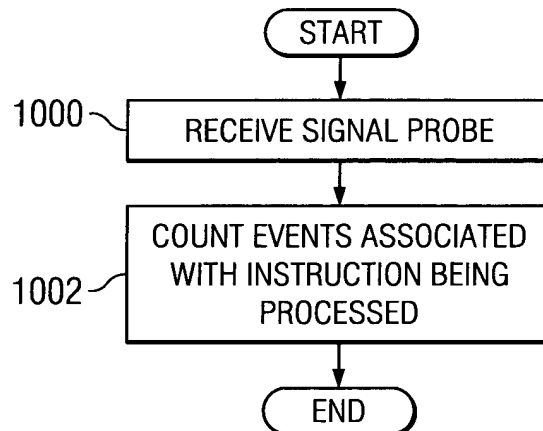 START
1000
RECEIVE SIGNAL PROBE
1002
COUNT EVENTS ASSOCIATED
WITH INSTRUCTION BEING
PROCESSED
END